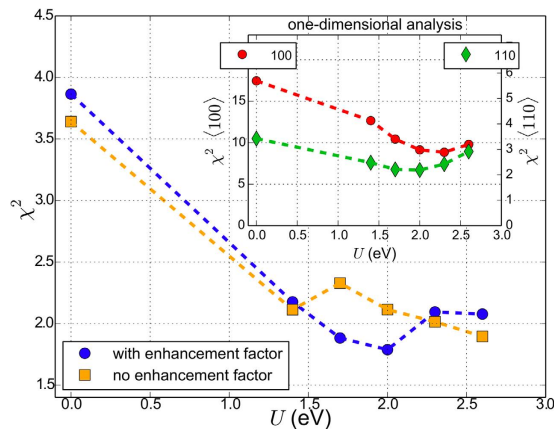 one-dimensional analysis
100
110
χ² ⟨100⟩
15
10
5
0
7
5
4
3
2
1
0
χ² ⟨110⟩
0.0 0.5 1.0 1.5 2.0 2.5 3.0
U (eV)
χ²
4.5
4.0
3.5
3.0
2.5
2.0
1.5
with enhancement factor
no enhancement factor
0.0 0.5 1.0 1.5 2.0 2.5 3.0
U (eV)